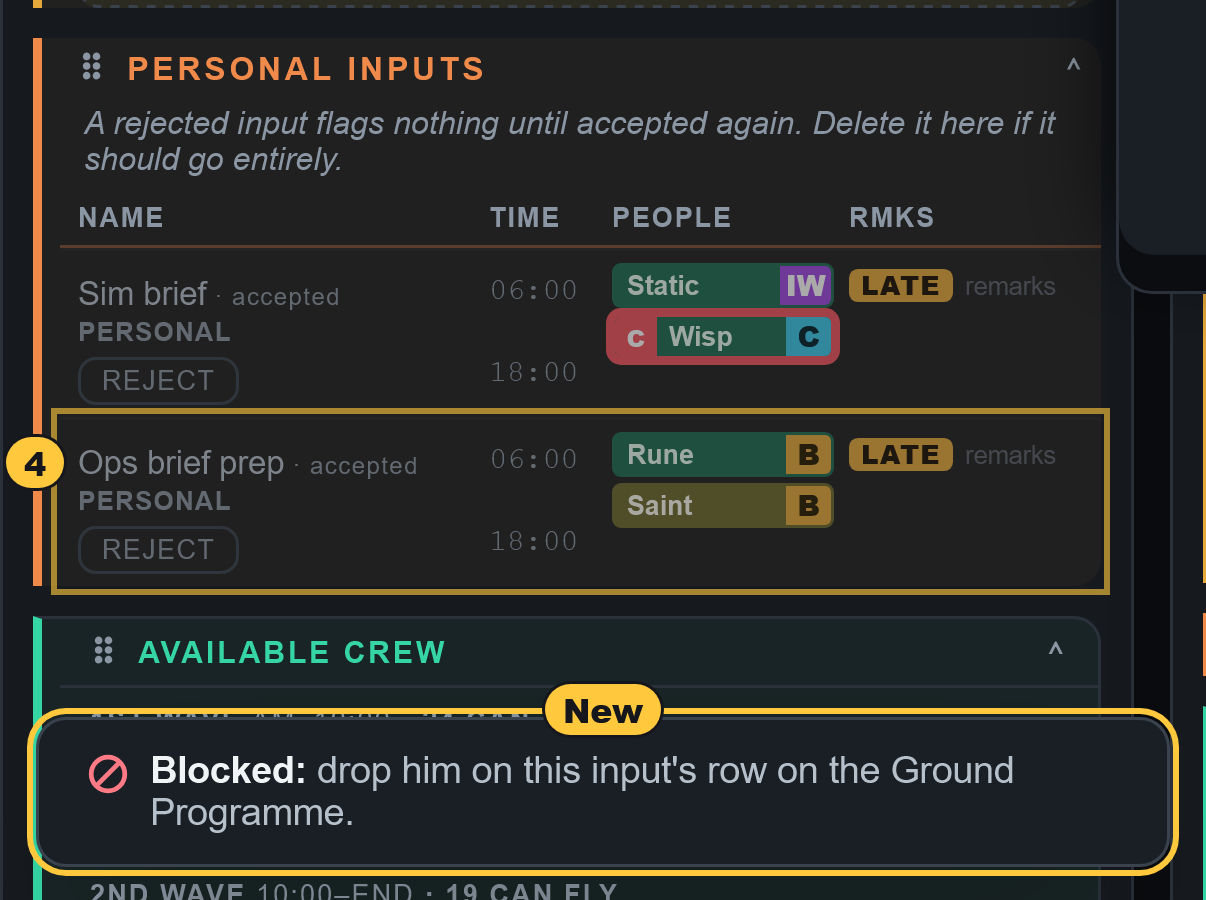 PERSONAL INPUTS ^
A rejected input flags nothing until accepted again. Delete it here if it
should go entirely.
NAME TIME PEOPLE RMKS
Sim brief · accepted 06:00 Static IW LATE remarks
PERSONAL c Wisp C
REJECT 18:00
4 Ops brief prep · accepted 06:00 Rune B LATE remarks
PERSONAL Saint B
REJECT 18:00
AVAILABLE CREW ^
New
Blocked: drop him on this input's row on the Ground
Programme.
2ND WAVE 10:00–END · 19 CAN FLY